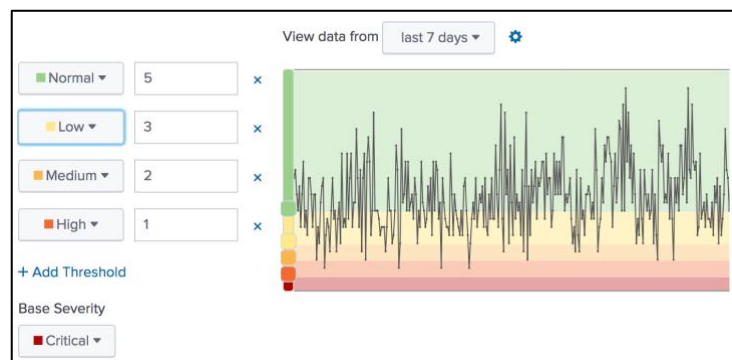 View data from last 7 days
Normal 5 ×
Low 3 ×
Medium 2 ×
High 1 ×
+ Add Threshold
Base Severity
Critical